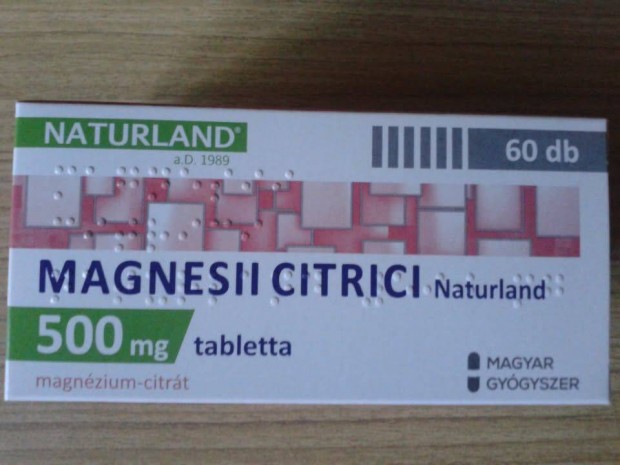 NATURLAND®
a.D. 1989
60 db
MAGNESII CITRICI Naturland
500 mg tabletta
magnézium-citrát
MAGYAR
GYÓGYSZER